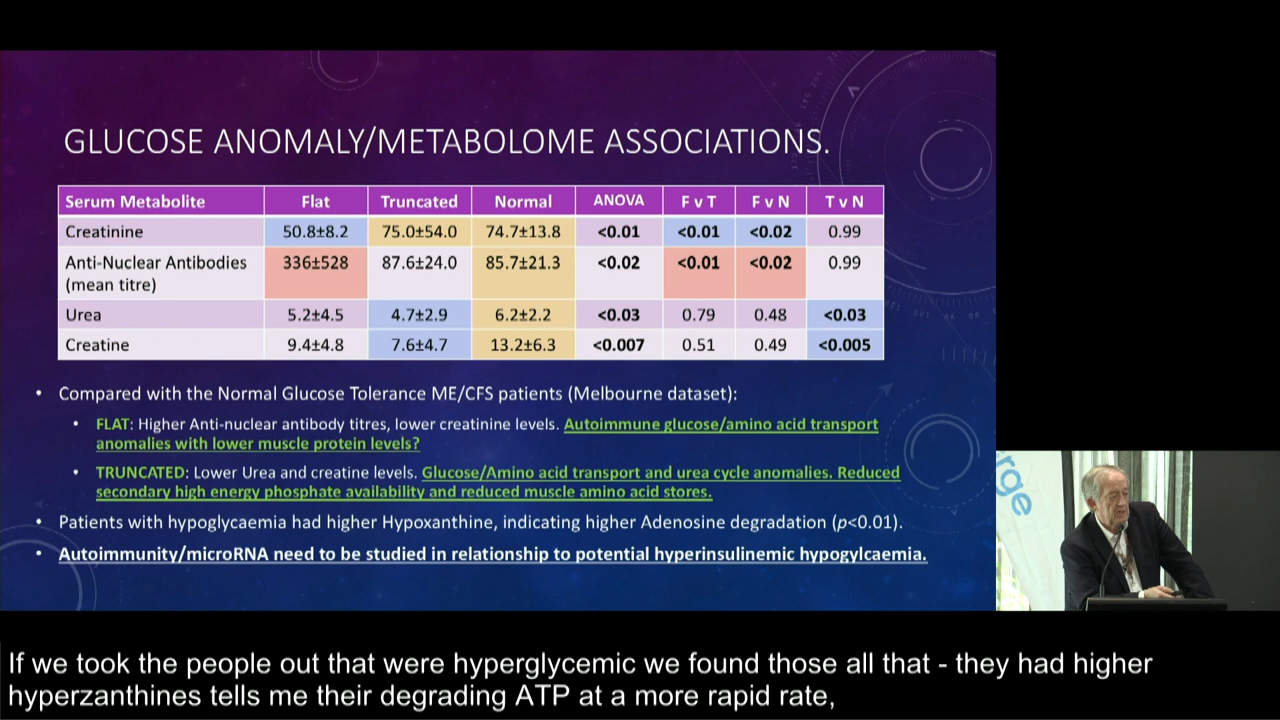 GLUCOSE ANOMALY/METABOLOME ASSOCIATIONS.
Serum Metabolite Flat Truncated Normal ANOVA F v T F v N T v N
Creatinine 50.8±8.2 75.0±54.0 74.7±13.8 <0.01 <0.01 <0.02 0.99
Anti-Nuclear Antibodies 336±528 87.6±24.0 85.7±21.3 <0.02 <0.01 <0.02 0.99
(mean titre)
Urea 5.2±4.5 4.7±2.9 6.2±2.2 <0.03 0.79 0.48 <0.03
Creatine 9.4±4.8 7.6±4.7 13.2±6.3 <0.007 0.51 0.49 <0.005
• Compared with the Normal Glucose Tolerance ME/CFS patients (Melbourne dataset):
• FLAT: Higher Anti-nuclear antibody titres, lower creatinine levels. Autoimmune glucose/amino acid transport
anomalies with lower muscle protein levels?
• TRUNCATED: Lower Urea and creatine levels. Glucose/Amino acid transport and urea cycle anomalies. Reduced
secondary high energy phosphate availability and reduced muscle amino acid stores.
• Patients with hypoglycaemia had higher Hypoxanthine, indicating higher Adenosine degradation (p<0.01).
• Autoimmunity/microRNA need to be studied in relationship to potential hyperinsulinemic hypogylcaemia.
rge
If we took the people out that were hyperglycemic we found those all that - they had higher
hyperzanthines tells me their degrading ATP at a more rapid rate,